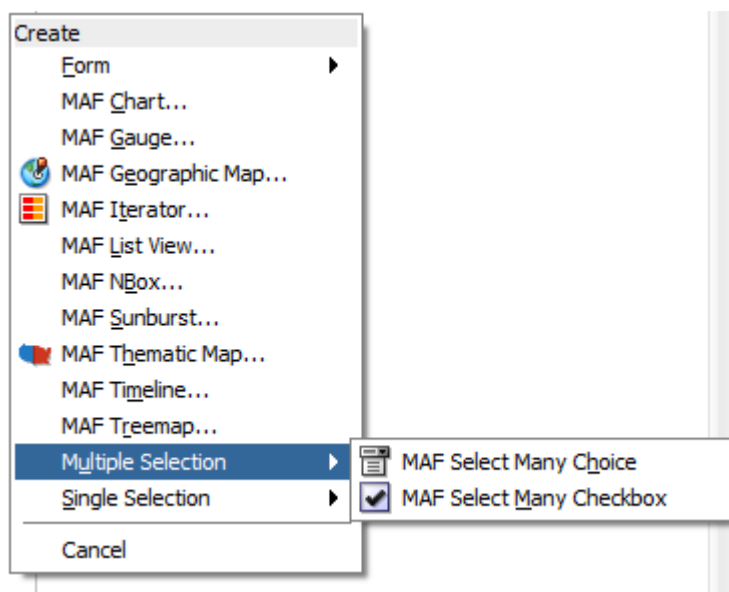 Create
Form
MAF Chart...
MAF Gauge...
MAF Geographic Map...
MAF Iterator...
MAF List View...
MAF NBox...
MAF Sunburst...
MAF Thematic Map...
MAF Timeline...
MAF Treemap...
Multiple Selection
MAF Select Many Choice
MAF Select Many Checkbox
Single Selection
Cancel